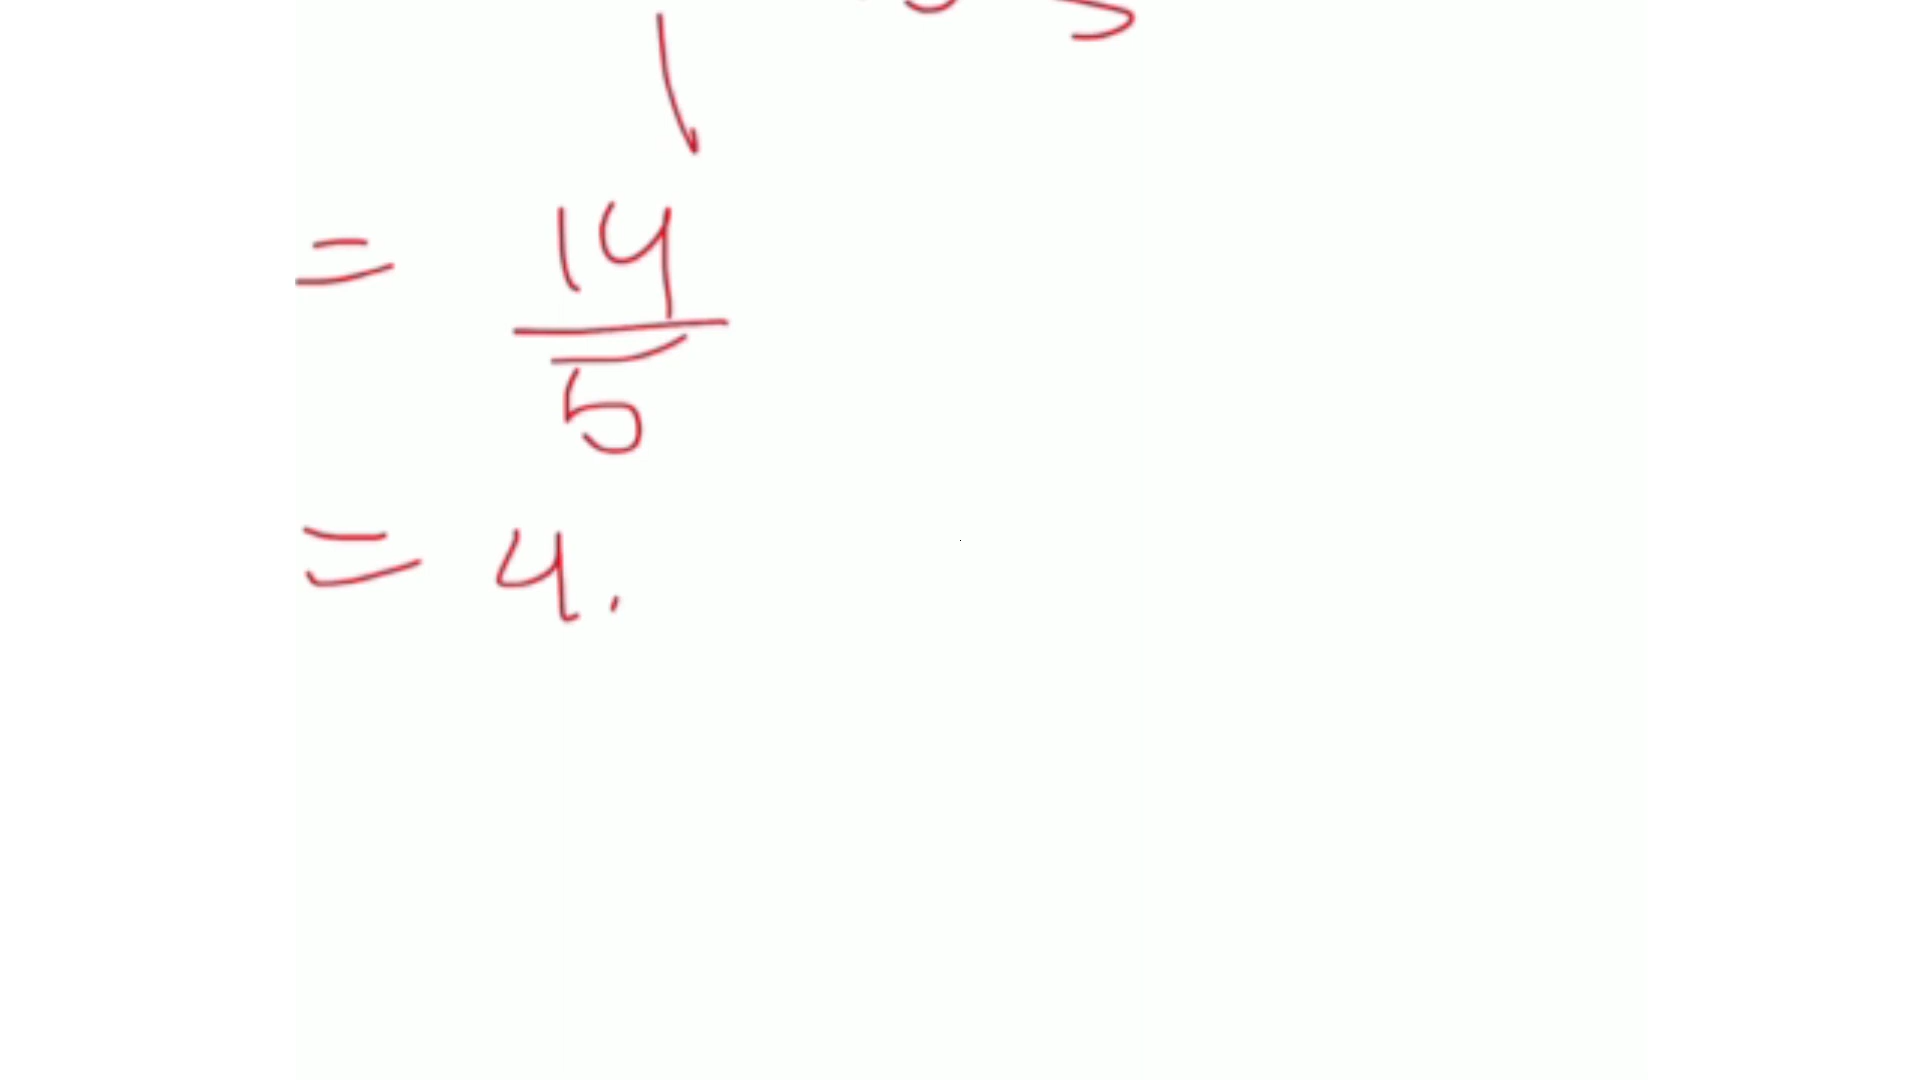 = 14/5
= 4.